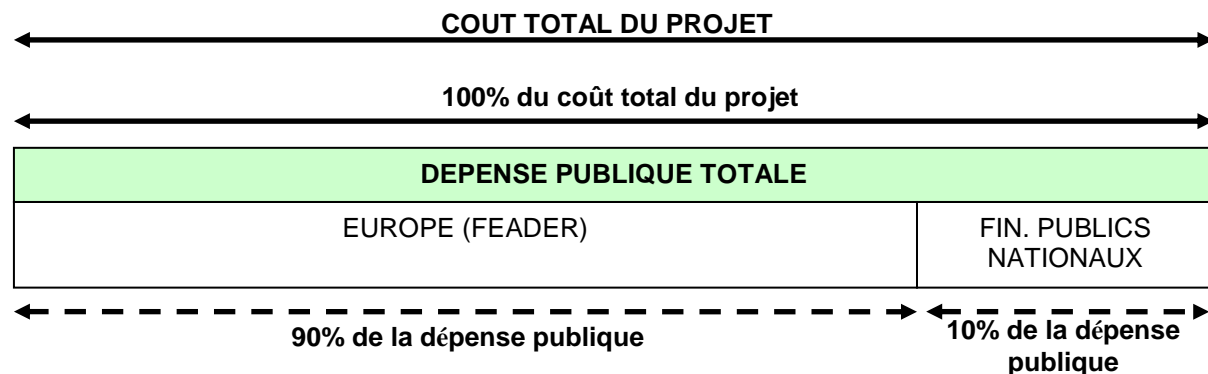 COUT TOTAL DU PROJET
100% du coût total du projet
DEPENSE PUBLIQUE TOTALE
EUROPE (FEADER)
FIN. PUBLICS
NATIONAUX
90% de la dépense publique
10% de la dépense
publique